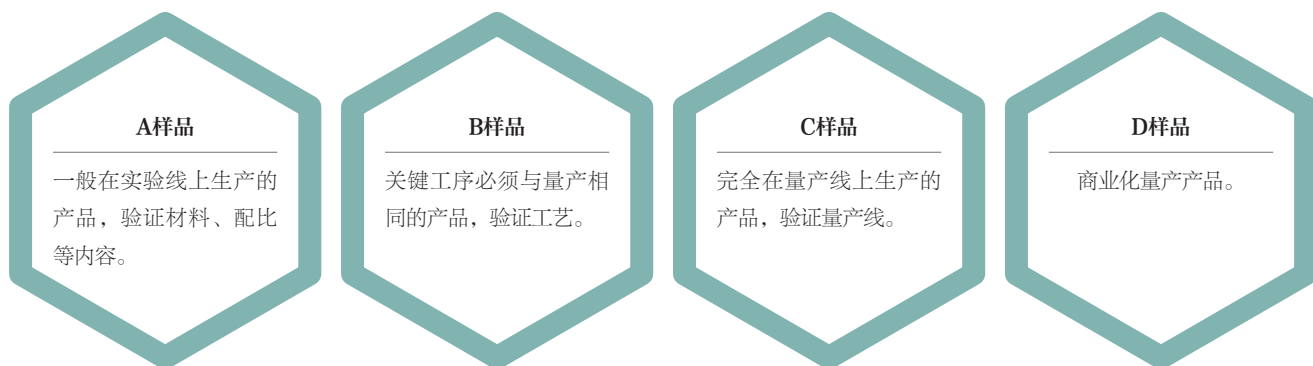 A样品
一般在实验线上生产的
产品，验证材料、配比
等内容。
B样品
关键工序必须与量产相
同的产品，验证工艺。
C样品
完全在量产线上生产的
产品，验证量产线。
D样品
商业化量产产品。